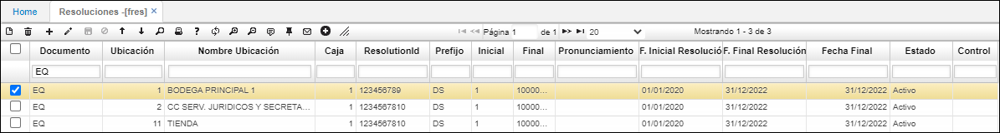 Home Resoluciones -[fres] ×
Página 1 de 1 20 Mostrando 1 - 3 de 3
Documento Ubicación Nombre Ubicación Caja ResolutionId Prefijo Inicial Final Pronunciamiento F. Inicial Resolució F. Final Resolución Fecha Final Estado Control
EQ
EQ 1 BODEGA PRINCIPAL 1 1 123456789 DS 1 10000... 01/01/2020 31/12/2022 31/12/2022 Activo
EQ 2 CC SERV. JURIDICOS Y SECRETA... 1 1234567810 DS 1 10000... 01/01/2020 31/12/2022 31/12/2022 Activo
EQ 11 TIENDA 1 1234567810 DS 1 10000... 01/01/2020 31/12/2022 31/12/2022 Activo